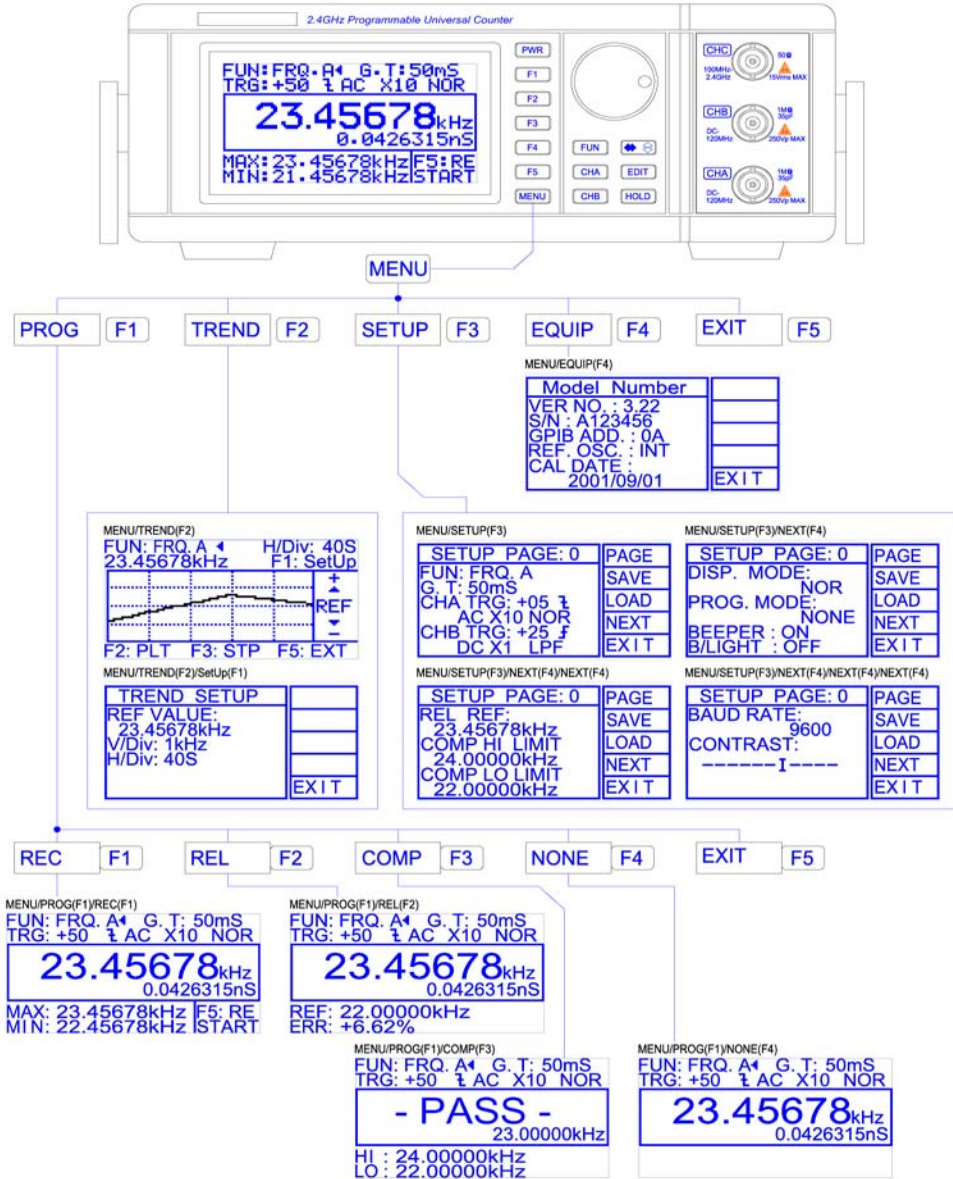 2.4GHz Programmable Universal Counter
FUN:FRQ.A G.T:50mS
TRG:+50 AC X10 NOR
23.45678kHz
0.0426315nS
MAX:23.45678kHz F5:RE
MIN:21.45678kHz START
PWR
F1
F2
F3
F4
F5
MENU
FUN
CHA EDIT
CHB HOLD
CHC
100MHz-
2.4GHz
50Ω
15Vrms MAX
CHB
DC-
120MHz
1MΩ
35pF
250Vp MAX
CHA
DC-
120MHz
1MΩ
35pF
250Vp MAX
MENU
PROG F1 TREND F2 SETUP F3 EQUIP F4 EXIT F5
MENU/EQUIP(F4)
Model Number
VER NO. : 3.22
S/N : A123456
GPIB ADD. : 0A
REF. OSC. : INT
CAL DATE :
2001/09/01
EXIT
MENU/TREND(F2)
FUN: FRQ. A H/Div: 40S
23.45678kHz F1: SetUp
+
REF
−
F2: PLT F3: STP F5: EXT
MENU/TREND(F2)/SetUp(F1)
TREND SETUP
REF VALUE:
23.45678kHz
V/Div: 1kHz
H/Div: 40S
EXIT
MENU/SETUP(F3)
SETUP PAGE: 0
FUN: FRQ. A
G. T: 50mS
CHA TRG: +05
AC X10 NOR
CHB TRG: +25
DC X1 LPF
PAGE
SAVE
LOAD
NEXT
EXIT
MENU/SETUP(F3)/NEXT(F4)
SETUP PAGE: 0
DISP. MODE:
NOR
PROG. MODE:
NONE
BEEPER : ON
B/LIGHT : OFF
PAGE
SAVE
LOAD
NEXT
EXIT
MENU/SETUP(F3)/NEXT(F4)/NEXT(F4)
SETUP PAGE: 0
REL REF:
23.45678kHz
COMP HI LIMIT
24.00000kHz
COMP LO LIMIT
22.00000kHz
PAGE
SAVE
LOAD
NEXT
EXIT
MENU/SETUP(F3)/NEXT(F4)/NEXT(F4)/NEXT(F4)
SETUP PAGE: 0
BAUD RATE:
9600
CONTRAST:
------I----
PAGE
SAVE
LOAD
NEXT
EXIT
REC F1 REL F2 COMP F3 NONE F4 EXIT F5
MENU/PROG(F1)/REC(F1)
FUN: FRQ. A G. T: 50mS
TRG: +50 AC X10 NOR
23.45678kHz
0.0426315nS
MAX: 23.45678kHz F5: RE
MIN: 22.45678kHz START
MENU/PROG(F1)/REL(F2)
FUN: FRQ. A G. T: 50mS
TRG: +50 AC X10 NOR
23.45678kHz
0.0426315nS
REF: 22.00000kHz
ERR: +6.62%
MENU/PROG(F1)/COMP(F3)
FUN: FRQ. A G. T: 50mS
TRG: +50 AC X10 NOR
- PASS -
23.00000kHz
HI : 24.00000kHz
LO : 22.00000kHz
MENU/PROG(F1)/NONE(F4)
FUN: FRQ. A G. T: 50mS
TRG: +50 AC X10 NOR
23.45678kHz
0.0426315nS